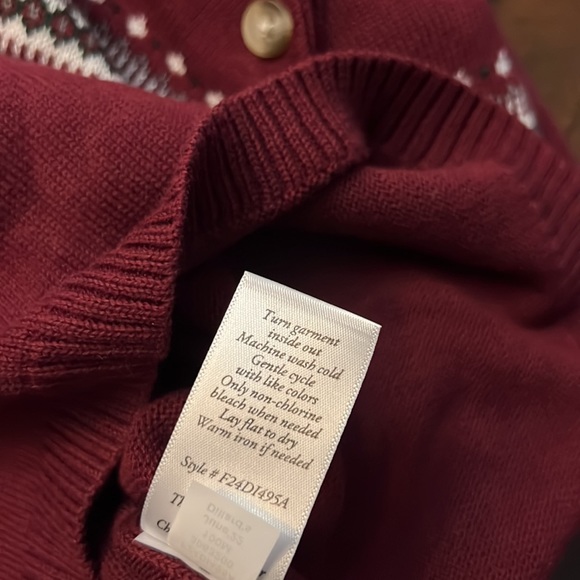 Turn garment
inside out
Machine wash cold
Gentle cycle
with like colors
Only non-chlorine
bleach when needed
Lay flat to dry
Warm iron if needed
Style # F24DI495A